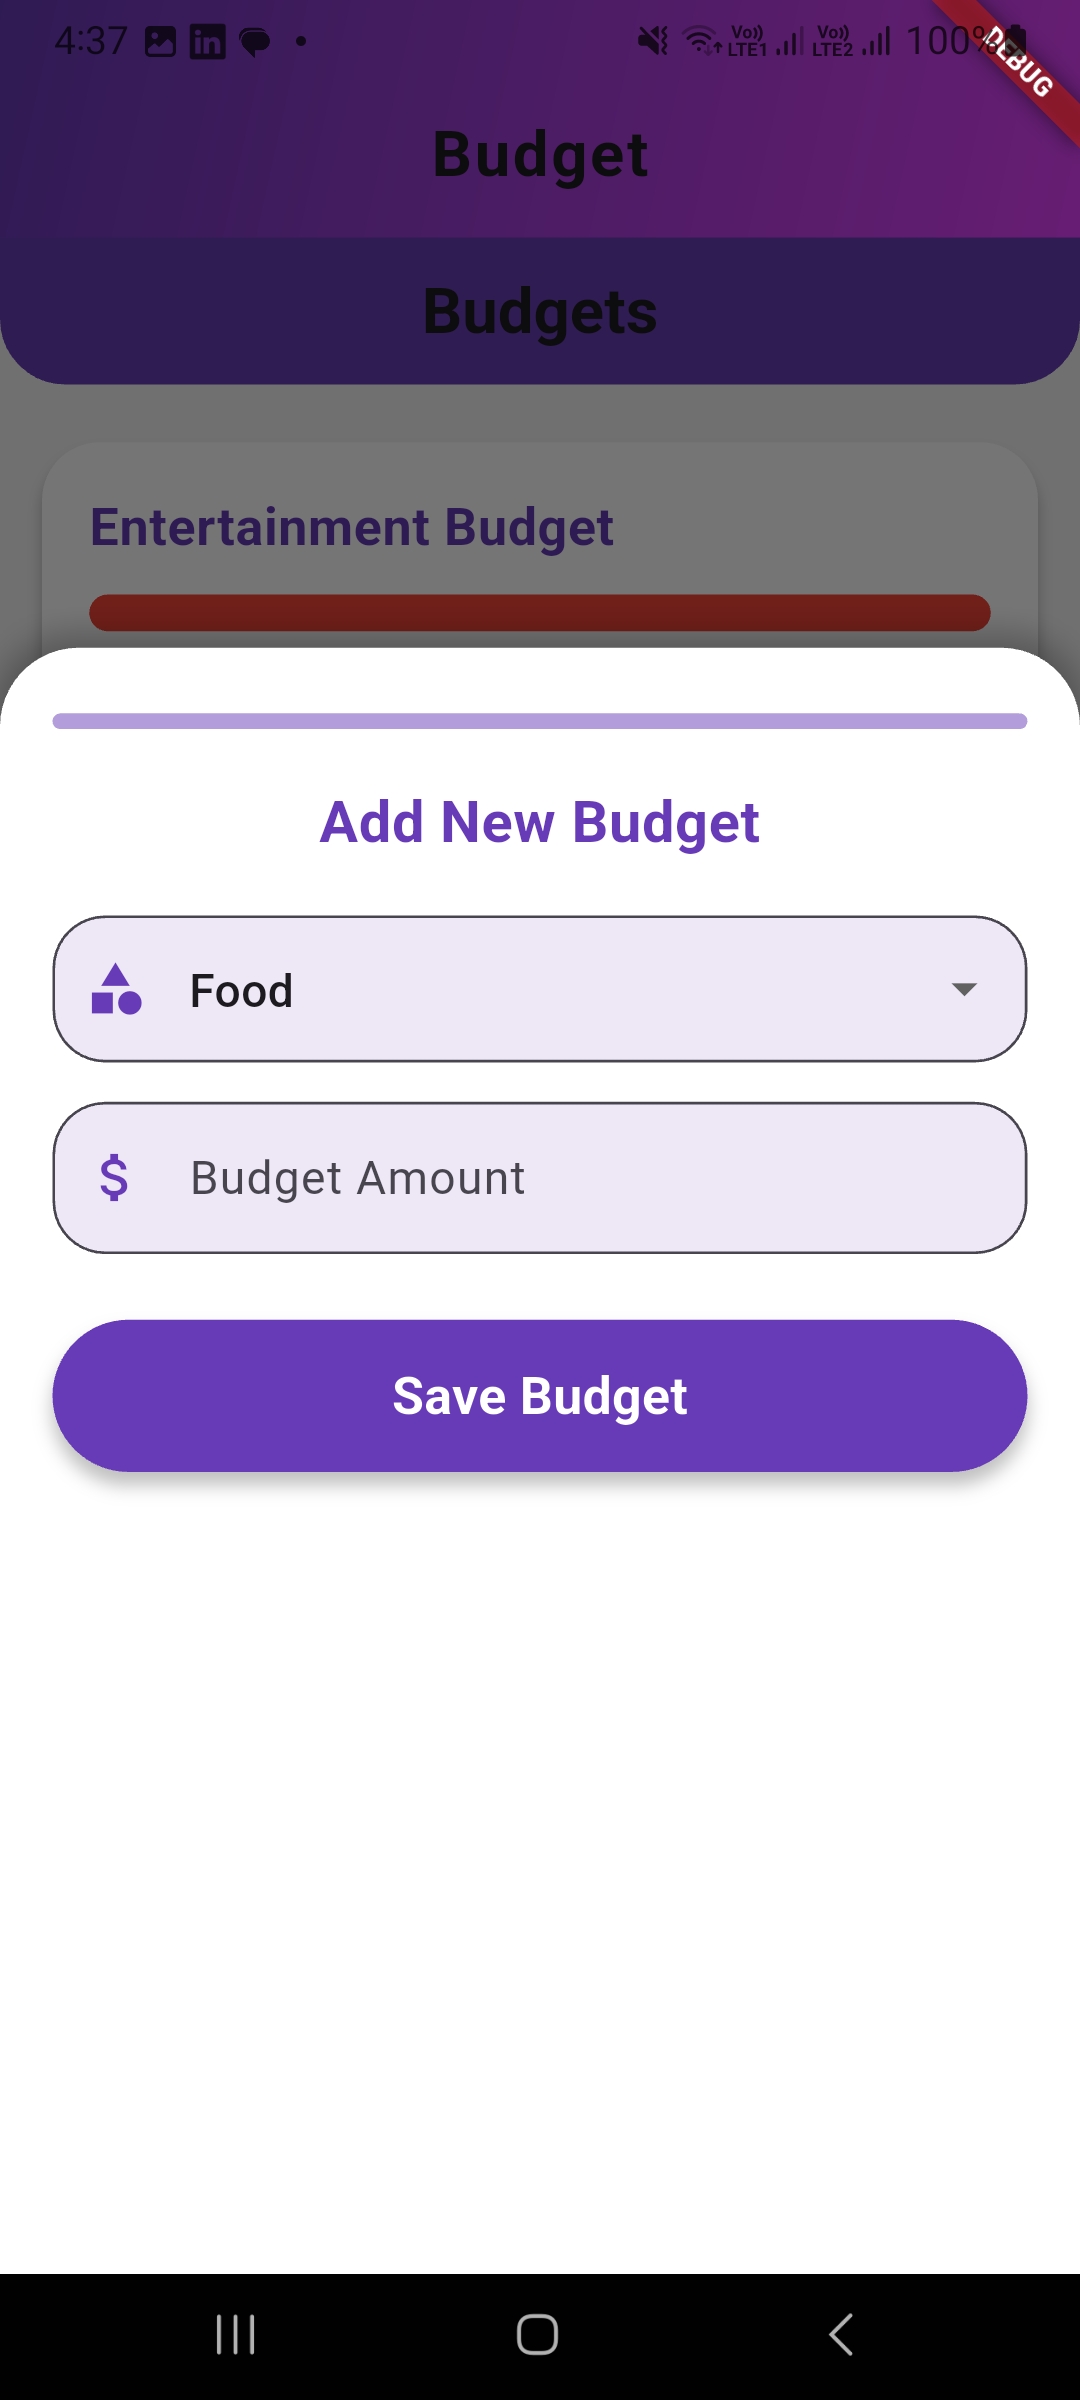 4:37 in Vo)) LTE1 Vo)) LTE2 100%
DEBUG
Budget
Budgets
Entertainment Budget
Add New Budget
Food
$ Budget Amount
Save Budget